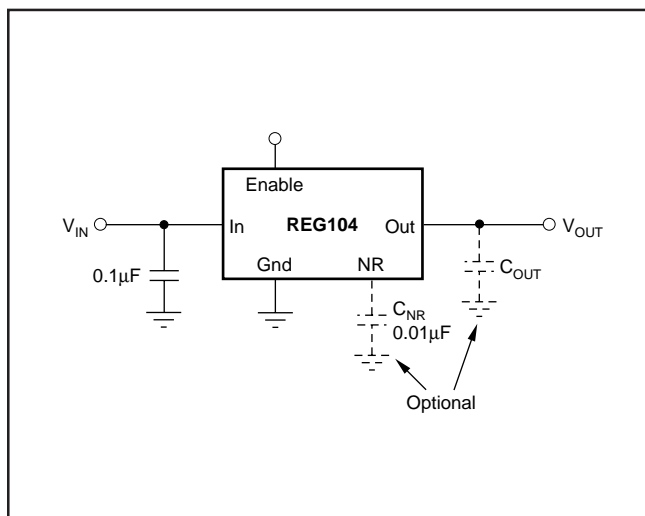 Enable
V_IN
In
REG104
Out
V_OUT
0.1μF
Gnd
NR
C_OUT
C_NR
0.01μF
Optional